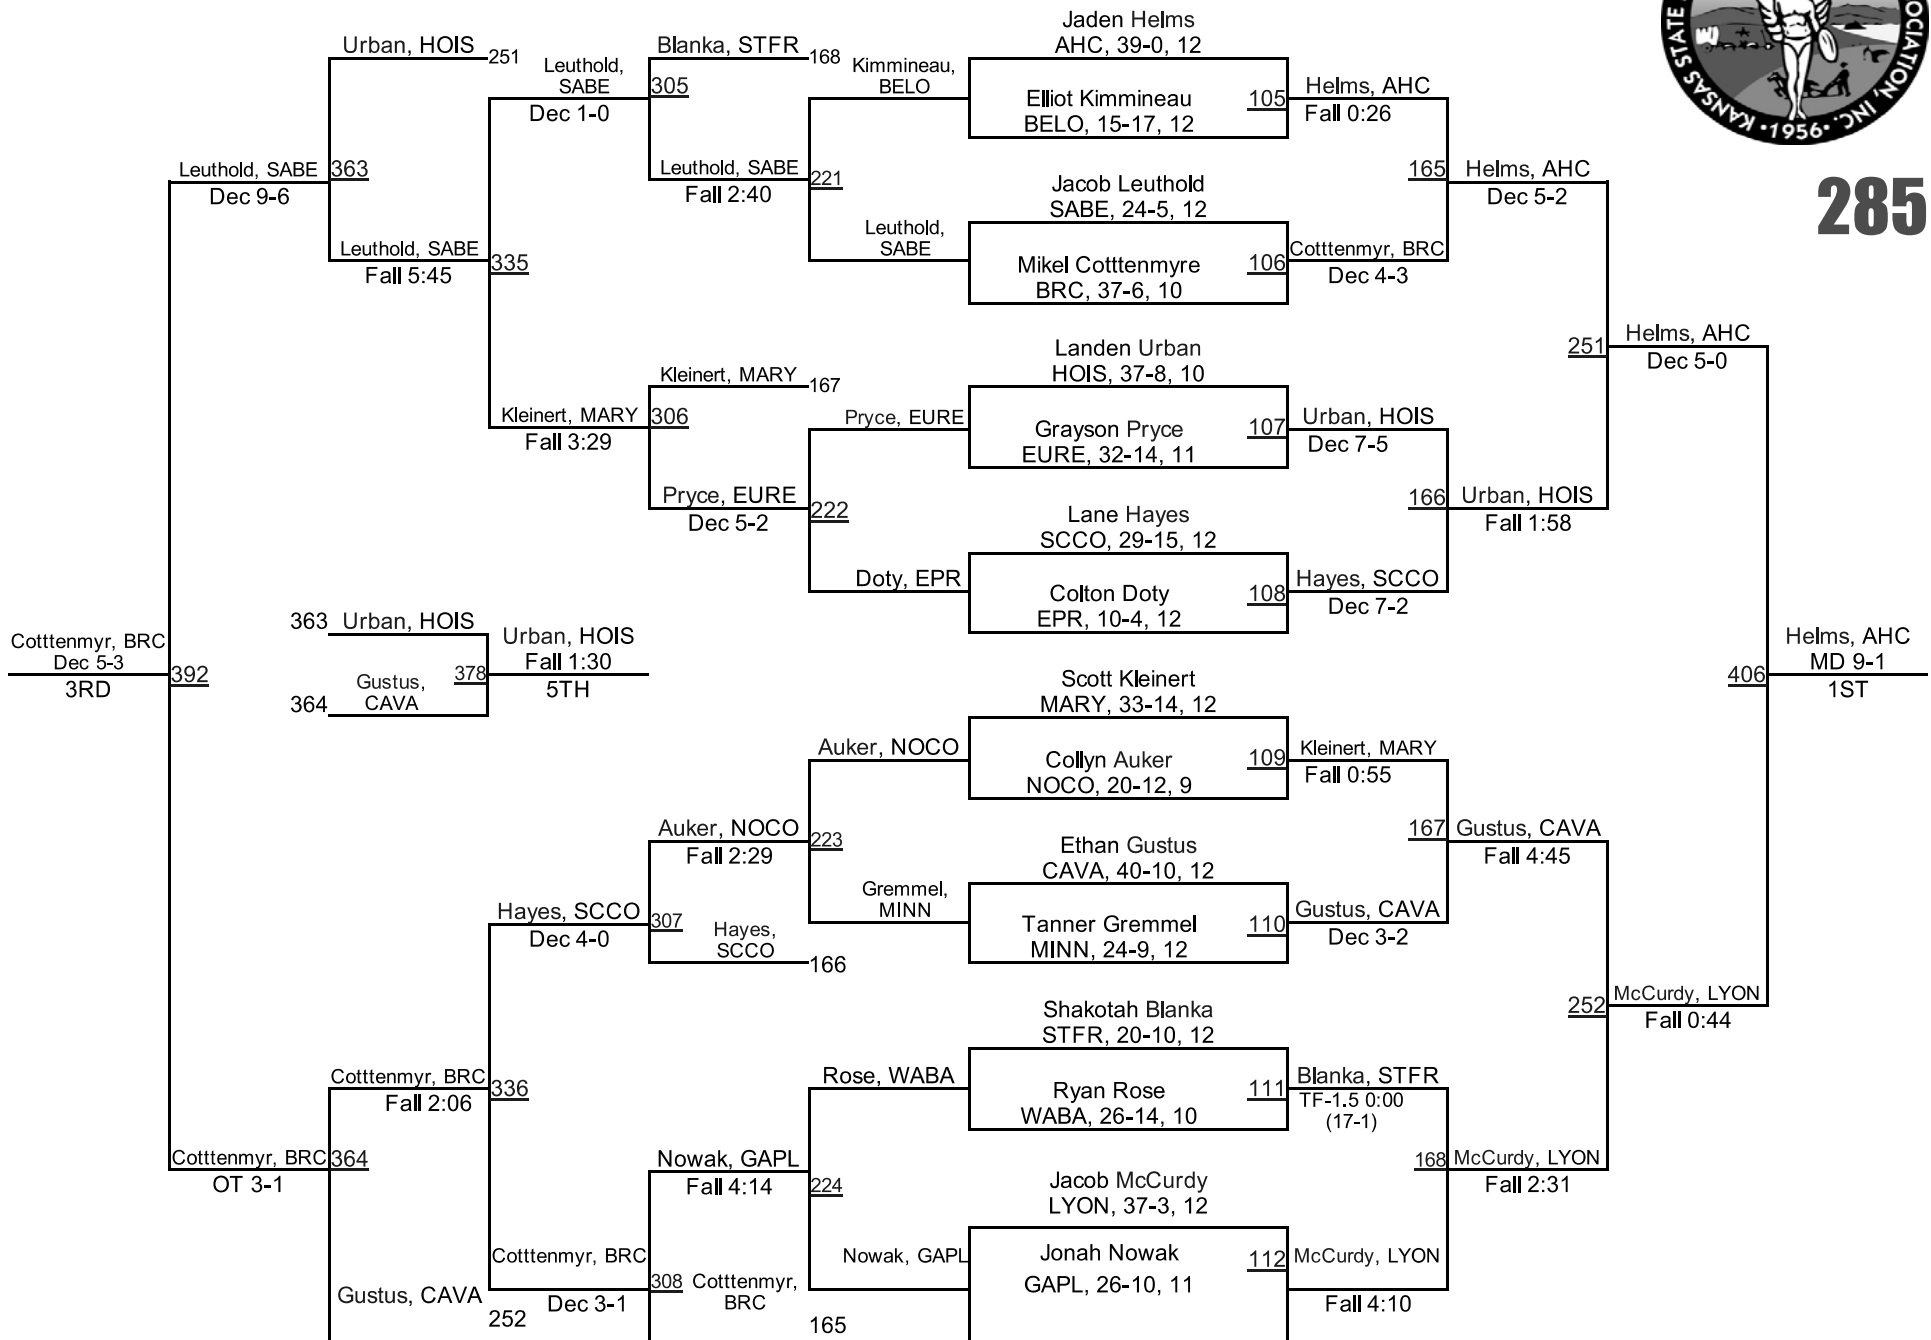 KANSAS STATE
OCIATION, INC.
•1956•
285
Urban, HOIS
251
Leuthold,
SABE
Dec 1-0
Blanka, STFR
168
305
Kimmineau,
BELO
Jaden Helms
AHC, 39-0, 12
Elliot Kimmineau
BELO, 15-17, 12
105
Helms, AHC
Fall 0:26
Leuthold, SABE
Dec 9-6
363
Leuthold, SABE
Fall 2:40
221
Jacob Leuthold
SABE, 24-5, 12
165
Helms, AHC
Dec 5-2
Leuthold, SABE
Fall 5:45
335
Leuthold,
SABE
Mikel Cotttenmyre
BRC, 37-6, 10
106
Cotttenmyr, BRC
Dec 4-3
Landen Urban
HOIS, 37-8, 10
251
Helms, AHC
Dec 5-0
Kleinert, MARY
167
Kleinert, MARY
Fall 3:29
306
Pryce, EURE
Grayson Pryce
EURE, 32-14, 11
107
Urban, HOIS
Dec 7-5
Pryce, EURE
Dec 5-2
222
Lane Hayes
SCCO, 29-15, 12
166
Urban, HOIS
Fall 1:58
Doty, EPR
Colton Doty
EPR, 10-4, 12
108
Hayes, SCCO
Dec 7-2
363
Urban, HOIS
Urban, HOIS
Fall 1:30
5TH
378
364
Gustus,
CAVA
Cotttenmyr, BRC
Dec 5-3
3RD
392
Scott Kleinert
MARY, 33-14, 12
406
Helms, AHC
MD 9-1
1ST
Auker, NOCO
Collyn Auker
NOCO, 20-12, 9
109
Kleinert, MARY
Fall 0:55
Auker, NOCO
Fall 2:29
223
Ethan Gustus
CAVA, 40-10, 12
167
Gustus, CAVA
Fall 4:45
Hayes, SCCO
Dec 4-0
307
Hayes,
SCCO
166
Gremmel,
MINN
Tanner Gremmel
MINN, 24-9, 12
110
Gustus, CAVA
Dec 3-2
Shakotah Blanka
STFR, 20-10, 12
252
McCurdy, LYON
Fall 0:44
Cotttenmyr, BRC
Fall 2:06
336
Rose, WABA
Ryan Rose
WABA, 26-14, 10
111
Blanka, STFR
TF-1.5 0:00
(17-1)
Cotttenmyr, BRC
OT 3-1
364
Nowak, GAPL
Fall 4:14
224
Jacob McCurdy
LYON, 37-3, 12
168
McCurdy, LYON
Fall 2:31
Gustus, CAVA
252
Cotttenmyr, BRC
Dec 3-1
308
Cotttenmyr,
BRC
165
Nowak, GAPL
Jonah Nowak
GAPL, 26-10, 11
112
McCurdy, LYON
Fall 4:10